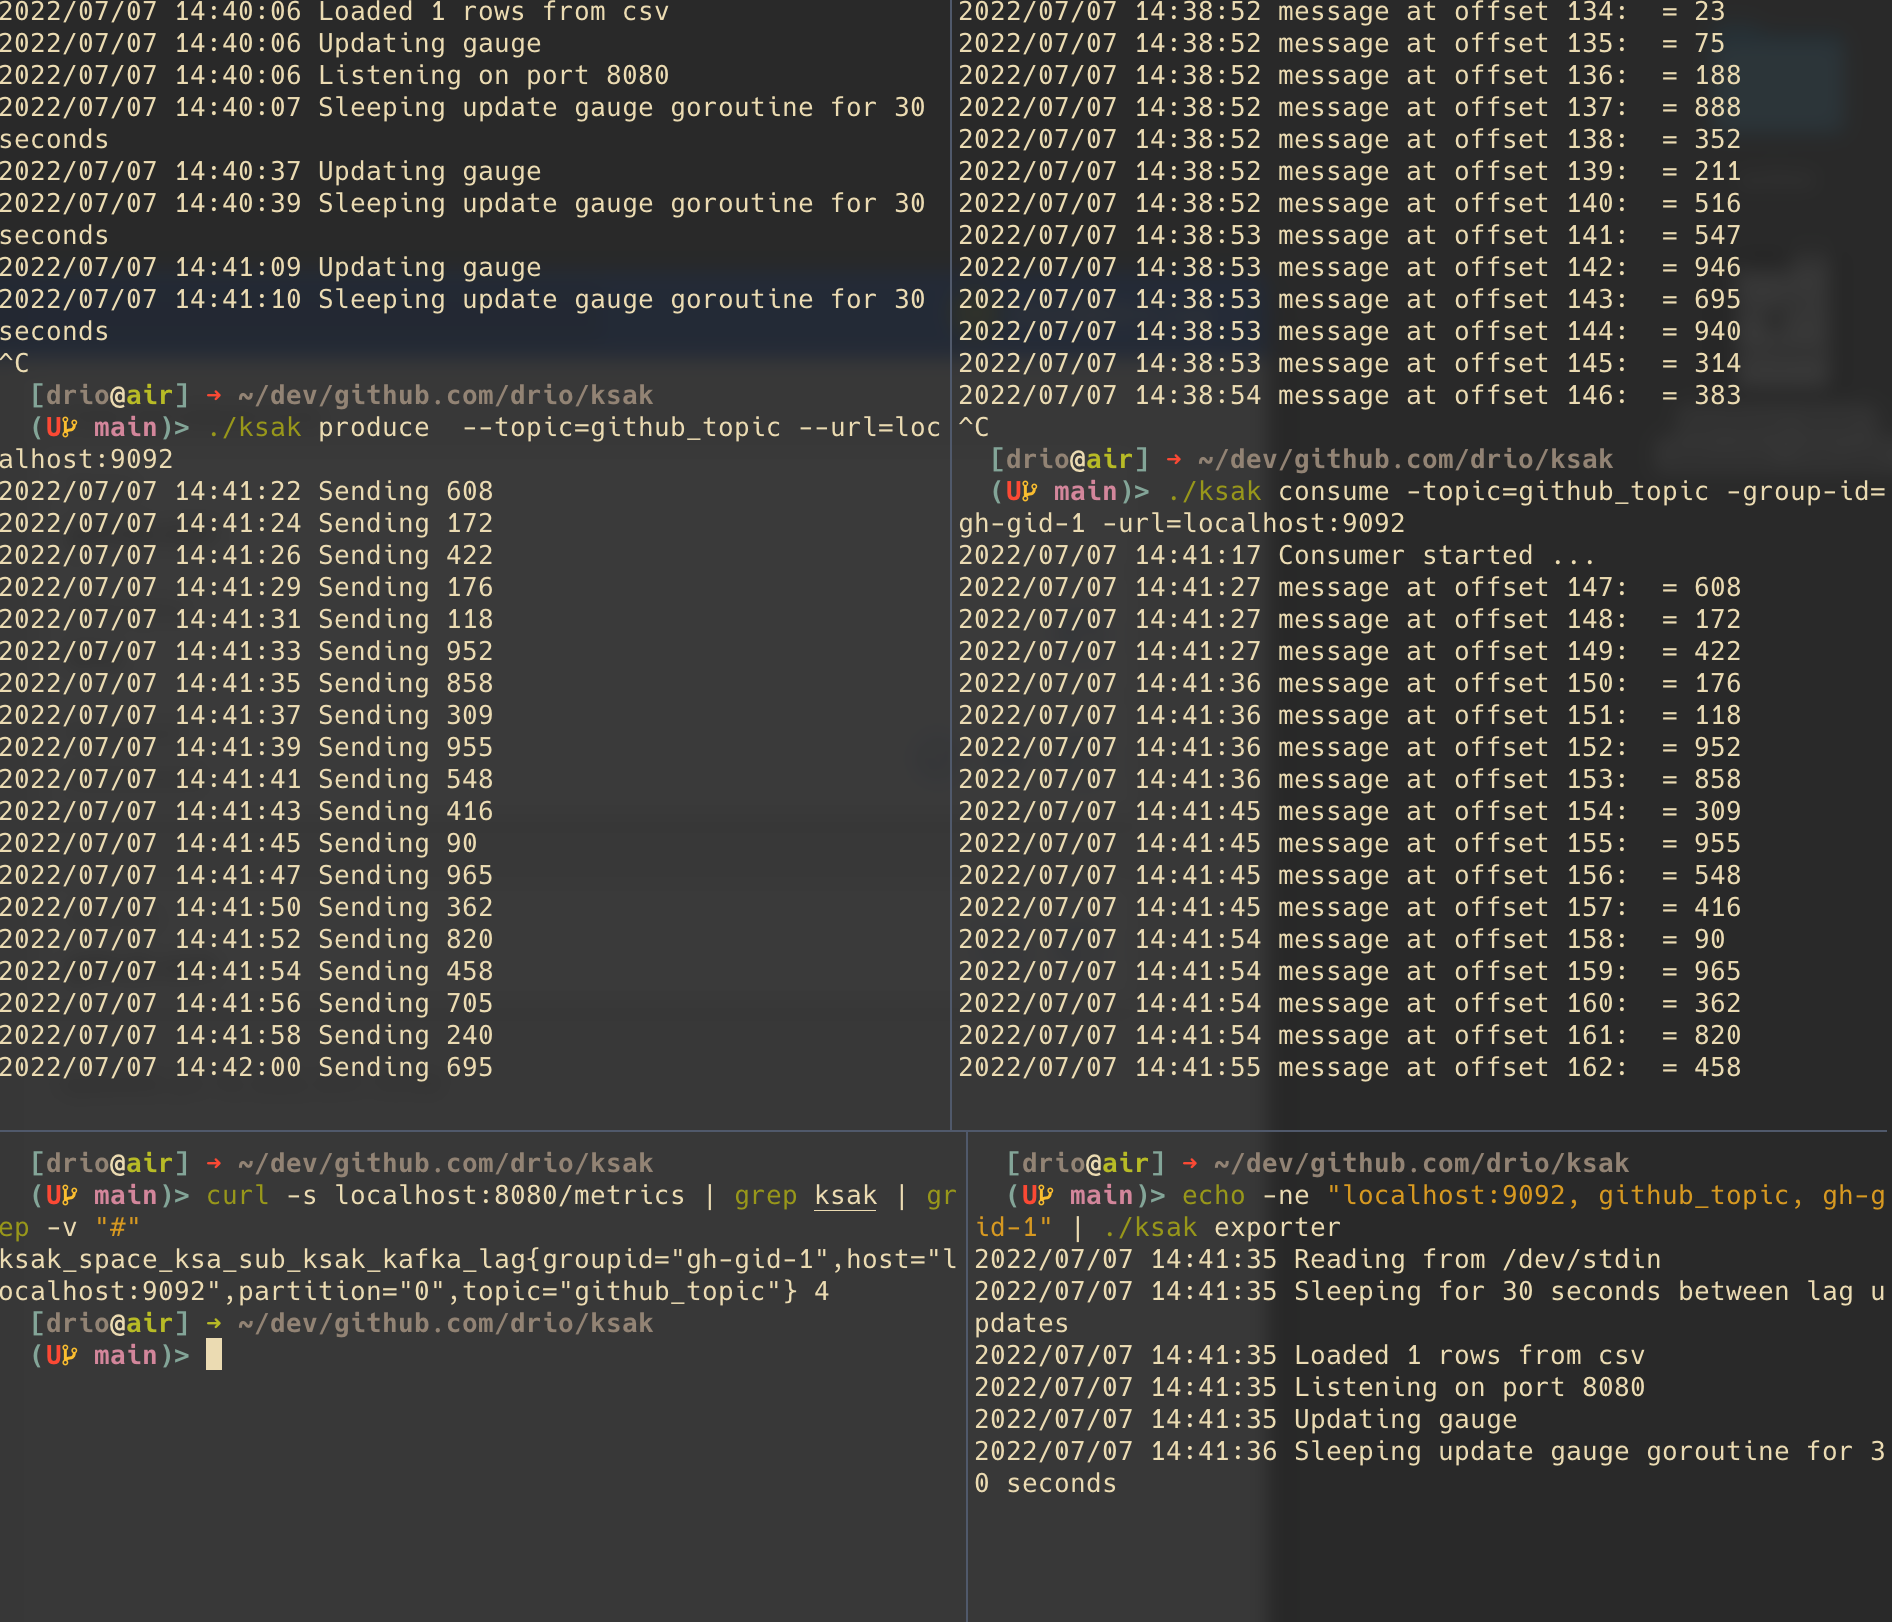 2022/07/07 14:40:06 Loaded 1 rows from csv
2022/07/07 14:40:06 Updating gauge
2022/07/07 14:40:06 Listening on port 8080
2022/07/07 14:40:07 Sleeping update gauge goroutine for 30
seconds
2022/07/07 14:40:37 Updating gauge
2022/07/07 14:40:39 Sleeping update gauge goroutine for 30
seconds
2022/07/07 14:41:09 Updating gauge
2022/07/07 14:41:10 Sleeping update gauge goroutine for 30
seconds
^C
[drio@air] → ~/dev/github.com/drio/ksak
(U main)> ./ksak produce  --topic=github_topic --url=loc
alhost:9092
2022/07/07 14:41:22 Sending 608
2022/07/07 14:41:24 Sending 172
2022/07/07 14:41:26 Sending 422
2022/07/07 14:41:29 Sending 176
2022/07/07 14:41:31 Sending 118
2022/07/07 14:41:33 Sending 952
2022/07/07 14:41:35 Sending 858
2022/07/07 14:41:37 Sending 309
2022/07/07 14:41:39 Sending 955
2022/07/07 14:41:41 Sending 548
2022/07/07 14:41:43 Sending 416
2022/07/07 14:41:45 Sending 90
2022/07/07 14:41:47 Sending 965
2022/07/07 14:41:50 Sending 362
2022/07/07 14:41:52 Sending 820
2022/07/07 14:41:54 Sending 458
2022/07/07 14:41:56 Sending 705
2022/07/07 14:41:58 Sending 240
2022/07/07 14:42:00 Sending 695
2022/07/07 14:38:52 message at offset 134:  = 23
2022/07/07 14:38:52 message at offset 135:  = 75
2022/07/07 14:38:52 message at offset 136:  = 188
2022/07/07 14:38:52 message at offset 137:  = 888
2022/07/07 14:38:52 message at offset 138:  = 352
2022/07/07 14:38:52 message at offset 139:  = 211
2022/07/07 14:38:52 message at offset 140:  = 516
2022/07/07 14:38:53 message at offset 141:  = 547
2022/07/07 14:38:53 message at offset 142:  = 946
2022/07/07 14:38:53 message at offset 143:  = 695
2022/07/07 14:38:53 message at offset 144:  = 940
2022/07/07 14:38:53 message at offset 145:  = 314
2022/07/07 14:38:54 message at offset 146:  = 383
^C
[drio@air] → ~/dev/github.com/drio/ksak
(U main)> ./ksak consume -topic=github_topic -group-id=
gh-gid-1 -url=localhost:9092
2022/07/07 14:41:17 Consumer started ...
2022/07/07 14:41:27 message at offset 147:  = 608
2022/07/07 14:41:27 message at offset 148:  = 172
2022/07/07 14:41:27 message at offset 149:  = 422
2022/07/07 14:41:36 message at offset 150:  = 176
2022/07/07 14:41:36 message at offset 151:  = 118
2022/07/07 14:41:36 message at offset 152:  = 952
2022/07/07 14:41:36 message at offset 153:  = 858
2022/07/07 14:41:45 message at offset 154:  = 309
2022/07/07 14:41:45 message at offset 155:  = 955
2022/07/07 14:41:45 message at offset 156:  = 548
2022/07/07 14:41:45 message at offset 157:  = 416
2022/07/07 14:41:54 message at offset 158:  = 90
2022/07/07 14:41:54 message at offset 159:  = 965
2022/07/07 14:41:54 message at offset 160:  = 362
2022/07/07 14:41:54 message at offset 161:  = 820
2022/07/07 14:41:55 message at offset 162:  = 458
[drio@air] → ~/dev/github.com/drio/ksak
(U main)> curl -s localhost:8080/metrics | grep ksak | gr
ep -v "#"
ksak_space_ksa_sub_ksak_kafka_lag{groupid="gh-gid-1",host="l
ocalhost:9092",partition="0",topic="github_topic"} 4
[drio@air] → ~/dev/github.com/drio/ksak
(U main)>
[drio@air] → ~/dev/github.com/drio/ksak
(U main)> echo -ne "localhost:9092, github_topic, gh-g
id-1" | ./ksak exporter
2022/07/07 14:41:35 Reading from /dev/stdin
2022/07/07 14:41:35 Sleeping for 30 seconds between lag u
pdates
2022/07/07 14:41:35 Loaded 1 rows from csv
2022/07/07 14:41:35 Listening on port 8080
2022/07/07 14:41:35 Updating gauge
2022/07/07 14:41:36 Sleeping update gauge goroutine for 3
0 seconds